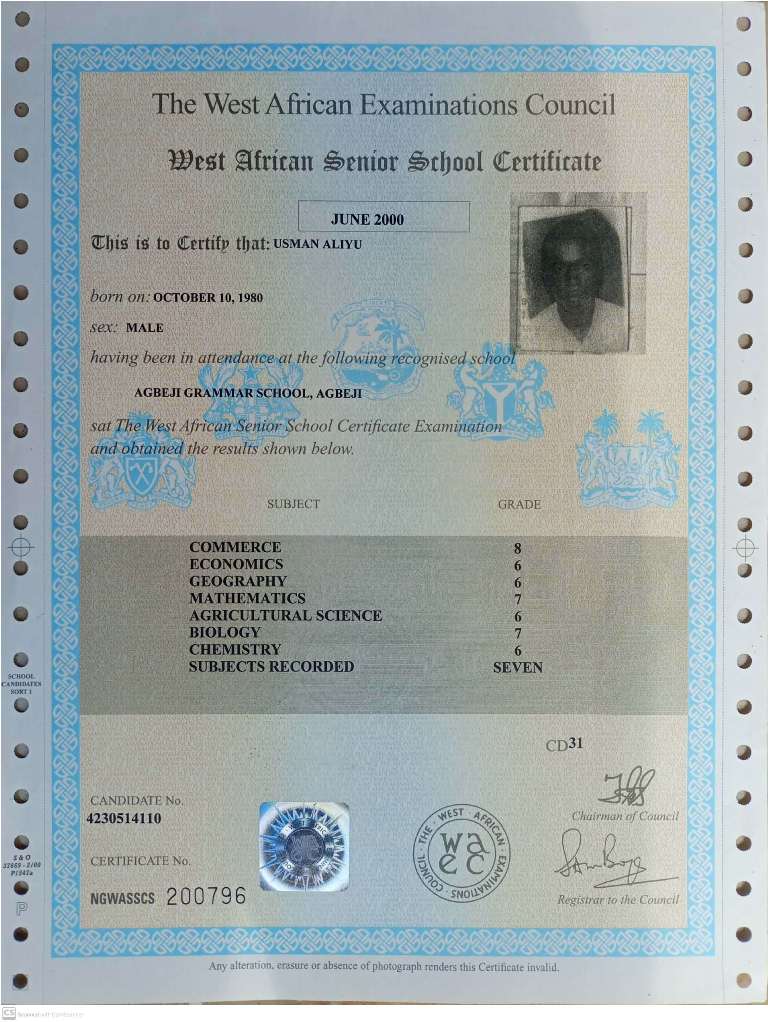 The West African Examinations Council
West African Senior School Certificate
JUNE 2000
This is to Certify that: USMAN ALIYU
born on: OCTOBER 10, 1980
sex: MALE
having been in attendance at the following recognised school
AGBEJI GRAMMAR SCHOOL, AGBEJI
sat The West African Senior School Certificate Examination
and obtained the results shown below.
SUBJECT GRADE
COMMERCE 8
ECONOMICS 6
GEOGRAPHY 6
MATHEMATICS 7
AGRICULTURAL SCIENCE 6
BIOLOGY 7
CHEMISTRY 6
SUBJECTS RECORDED SEVEN
SCHOOL
CANDIDATES
SORT 1
CD31
CANDIDATE No.
4230514110
Chairman of Council
S & O
P
CERTIFICATE No.
NGWASSCS 200796
THE WEST AFRICAN EXAMINATIONS COUNCIL
waec
Registrar to the Council
Any alteration, erasure or absence of photograph renders this Certificate invalid.
CS